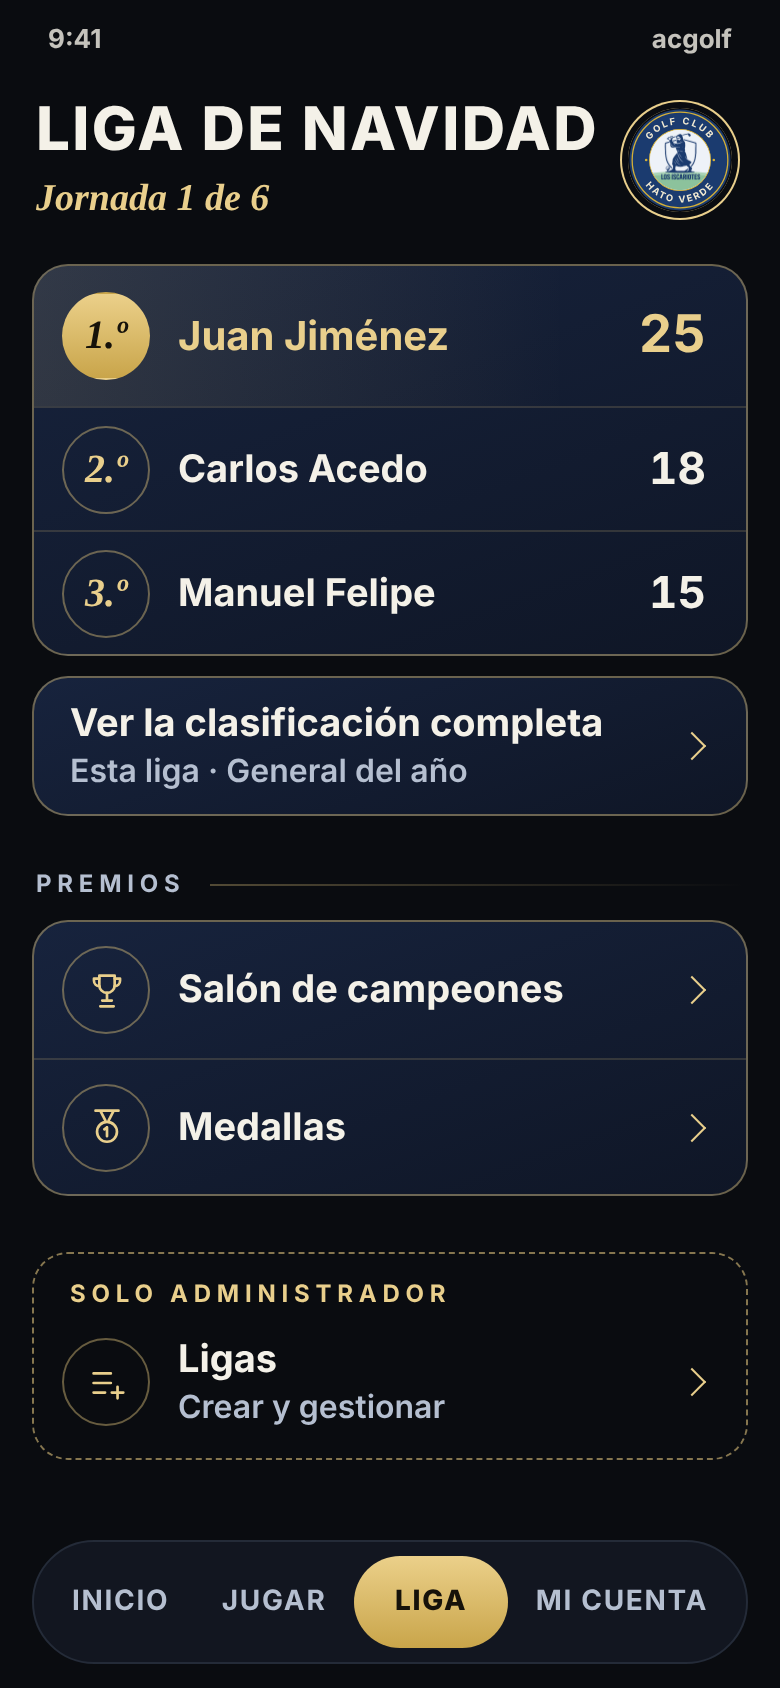 9:41
acgolf
LIGA DE NAVIDAD
Jornada 1 de 6
GOLF CLUB
LOS ISCARIOTES
HATO VERDE
1.º Juan Jiménez 25
2.º Carlos Acedo 18
3.º Manuel Felipe 15
Ver la clasificación completa
Esta liga · General del año
PREMIOS
Salón de campeones
1
Medallas
SOLO ADMINISTRADOR
Ligas
Crear y gestionar
INICIO JUGAR LIGA MI CUENTA